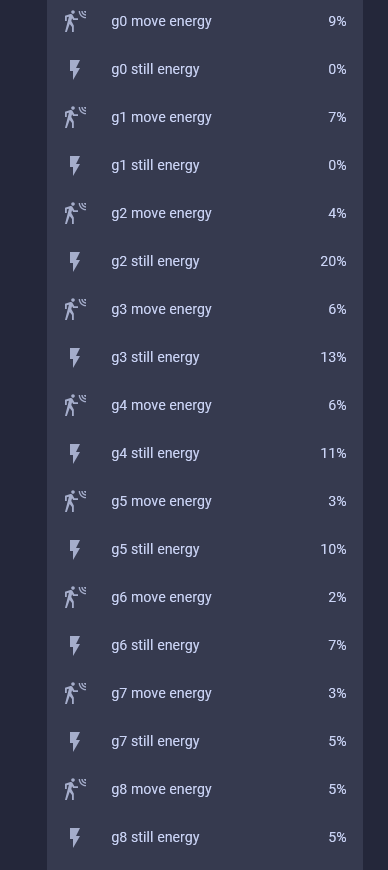 g0 move energy 9%
g0 still energy 0%
g1 move energy 7%
g1 still energy 0%
g2 move energy 4%
g2 still energy 20%
g3 move energy 6%
g3 still energy 13%
g4 move energy 6%
g4 still energy 11%
g5 move energy 3%
g5 still energy 10%
g6 move energy 2%
g6 still energy 7%
g7 move energy 3%
g7 still energy 5%
g8 move energy 5%
g8 still energy 5%